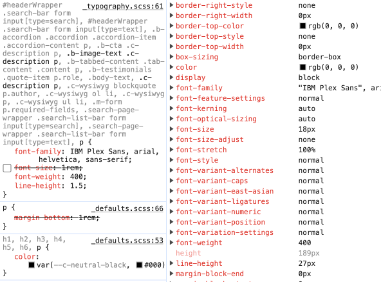 #headerWrapper _typography.scss:61
.search-bar form
input[type=search], #headerWrapper
.search-bar form input[type=text], .b-
accordion .accordion-item
.accordion-content p, .b-cta .c-
description p, .b-image-text .c-
description p, .b-tabbed-content .tab-
content .content p, .b-testimonials
.quote-item p.role, .body-text, .c-
description p, .c-wysiwyg blockquote
p.author, .c-wysiwyg ol li, .c-wysiwyg
p, .c-wysiwyg ul li, .m-form
p.required-fields, .search-page-
wrapper .search-list-bar form
input[type=search], .search-page-
wrapper .search-list-bar form
input[type=text], p {
font-family: IBM Plex Sans, arial,
helvetica, sans-serif;
font-size: 1rem;
font-weight: 400;
line-height: 1.5;
}
p { _defaults.scss:66
margin-bottom: 1rem;
}
h1, h2, h3, h4, _defaults.scss:53
h5, h6, p {
color:
var(--c-neutral-black, #000)
}
border-right-style none
border-right-width 0px
border-top-color rgb(0, 0, 0)
border-top-style none
border-top-width 0px
box-sizing border-box
color rgb(0, 0, 0)
display block
font-family "IBM Plex Sans", ar
font-feature-settings normal
font-kerning auto
font-optical-sizing auto
font-size 18px
font-size-adjust none
font-stretch 100%
font-style normal
font-variant-alternates normal
font-variant-caps normal
font-variant-east-asian normal
font-variant-ligatures normal
font-variant-numeric normal
font-variant-position normal
font-variation-settings normal
font-weight 400
height 189px
line-height 27px
margin-block-end 0px